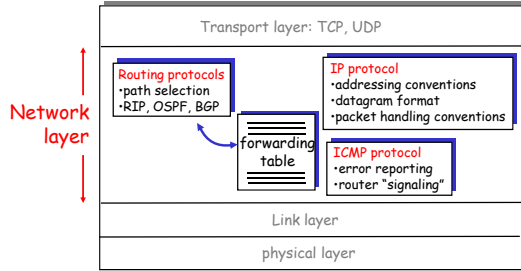 Transport layer: TCP, UDP
Network
layer
Routing protocols
•path selection
•RIP, OSPF, BGP
forwarding
table
IP protocol
•addressing conventions
•datagram format
•packet handling conventions
ICMP protocol
•error reporting
•router “signaling”
Link layer
physical layer